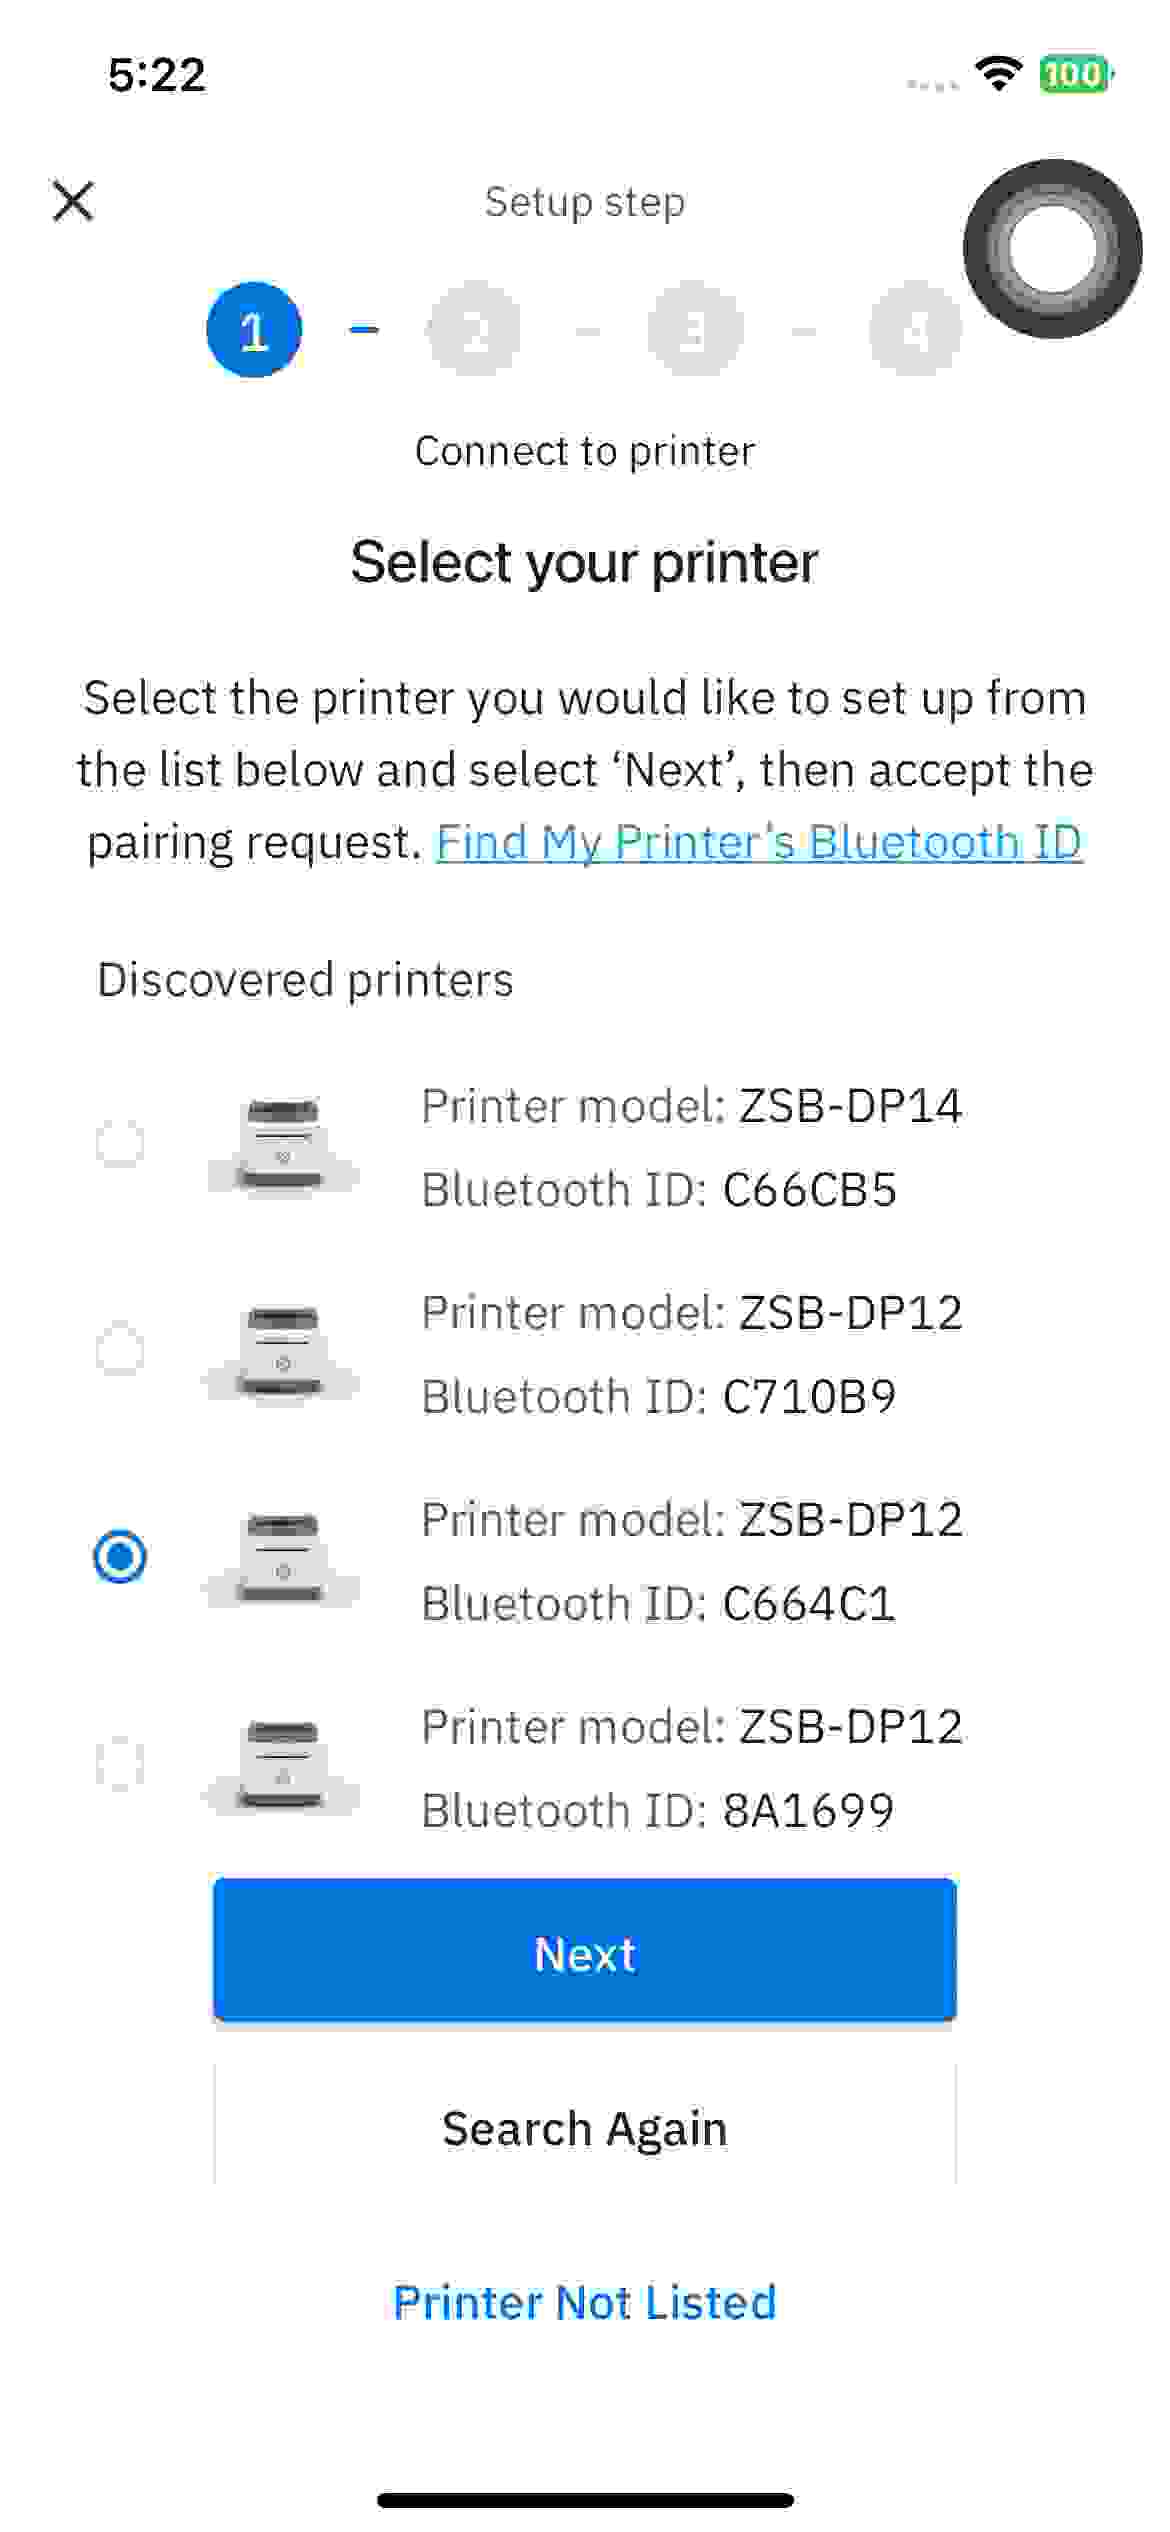 5:22
100
Setup step
1
2
3
4
Connect to printer
Select your printer
Select the printer you would like to set up from
the list below and select ‘Next’, then accept the
pairing request. Find My Printer's Bluetooth ID
Discovered printers
Printer model: ZSB-DP14
Bluetooth ID: C66CB5
Printer model: ZSB-DP12
Bluetooth ID: C710B9
Printer model: ZSB-DP12
Bluetooth ID: C664C1
Printer model: ZSB-DP12
Bluetooth ID: 8A1699
Next
Search Again
Printer Not Listed